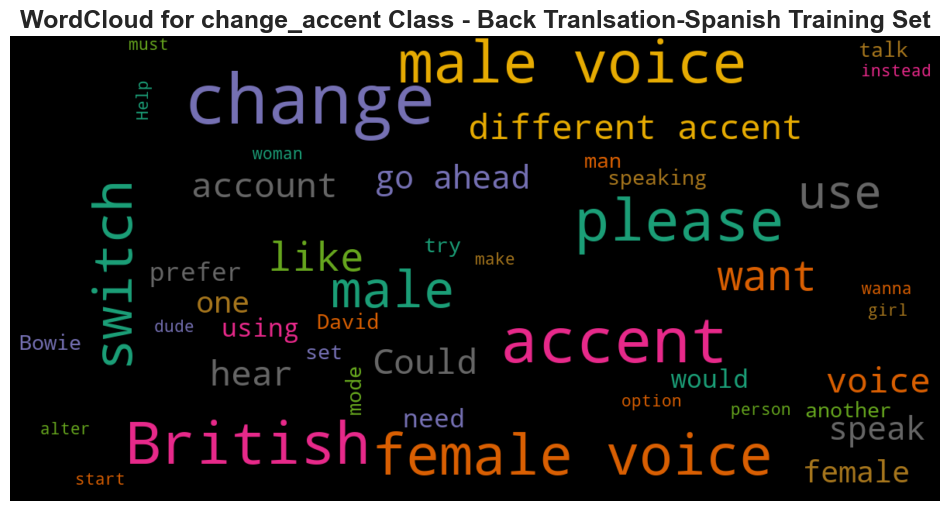 WordCloud for change_accent Class - Back Tranlsation-Spanish Training Set
must
male voice
talk
instead
Help
change
different accent
woman
man
account
go ahead
speaking
use
switch
please
like
try
make
prefer
male
want
wanna
one
girl
dude
using
David
Bowie
accent
set
hear
Could
mode
would
voice
option
person
another
need
alter
British
female voice
speak
female
start